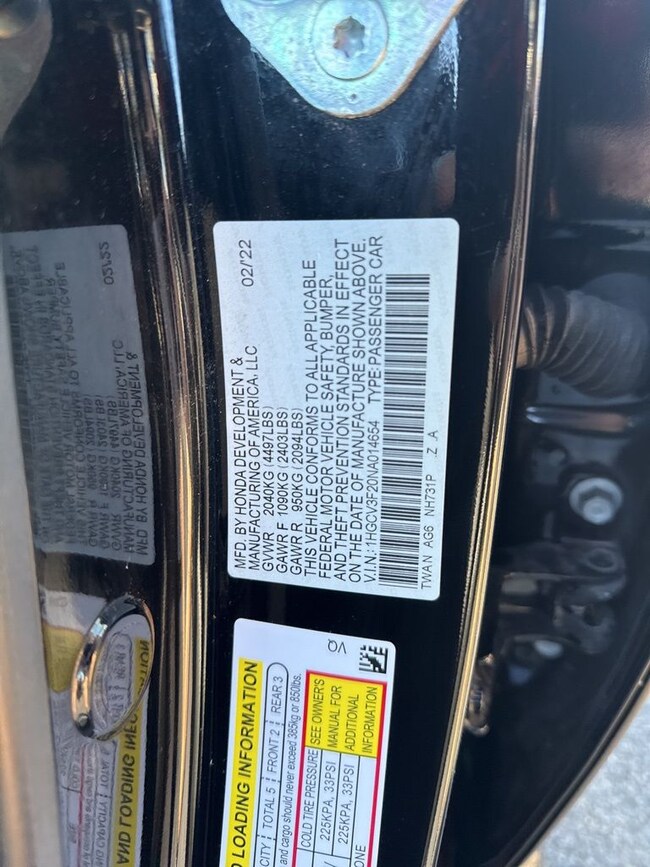 MFD. BY HONDA DEVELOPMENT &
MANUFACTURING OF AMERICA, LLC 02/22
GVWR 2040KG (4497LBS)
GAWR F 1090KG (2403LBS)
GAWR R 950KG (2094LBS)
THIS VEHICLE CONFORMS TO ALL APPLICABLE
FEDERAL MOTOR VEHICLE SAFETY, BUMPER,
AND THEFT PREVENTION STANDARDS IN EFFECT
ON THE DATE OF MANUFACTURE SHOWN ABOVE.
V.I.N.: 1HGCV3F20NA014654 TYPE:PASSENGER CAR
TWAN AG6 NH731P .Z .A
LOADING INFORMATION
TOTAL 5 FRONT 2 REAR 3
and cargo should never exceed 385kg or 850lbs.
COLD TIRE PRESSURE SEE OWNER'S
225KPA, 33PSI MANUAL FOR
225KPA, 33PSI ADDITIONAL
INFORMATION
VQ